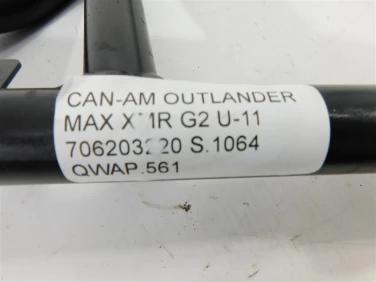 CAN-AM OUTLANDER
MAX G2 U-11
S.1064
QWAP.561